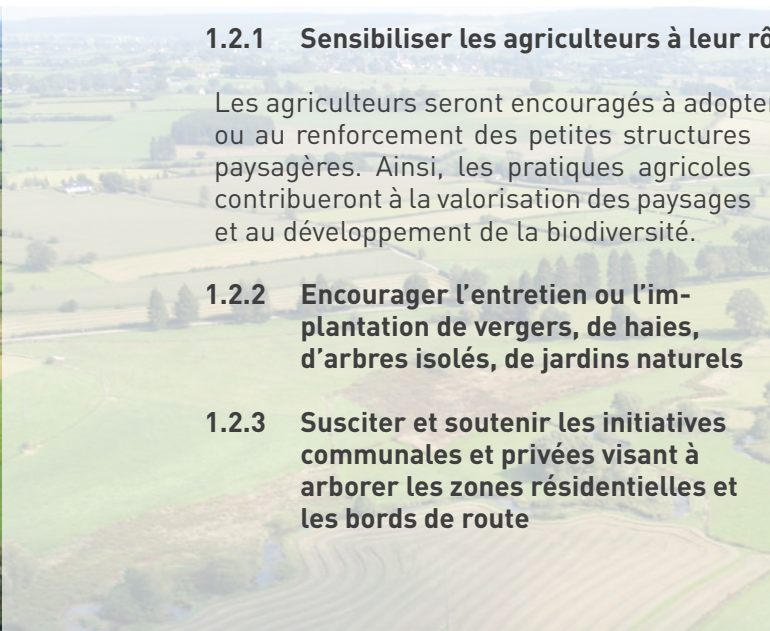 1.2.1 Sensibiliser les agriculteurs à leur rô
Les agriculteurs seront encouragés à adopter
ou au renforcement des petites structures
paysagères. Ainsi, les pratiques agricoles
contribueront à la valorisation des paysages
et au développement de la biodiversité.
1.2.2 Encourager l’entretien ou l’im-
plantation de vergers, de haies,
d’arbres isolés, de jardins naturels
1.2.3 Susciter et soutenir les initiatives
communales et privées visant à
arborer les zones résidentielles et
les bords de route